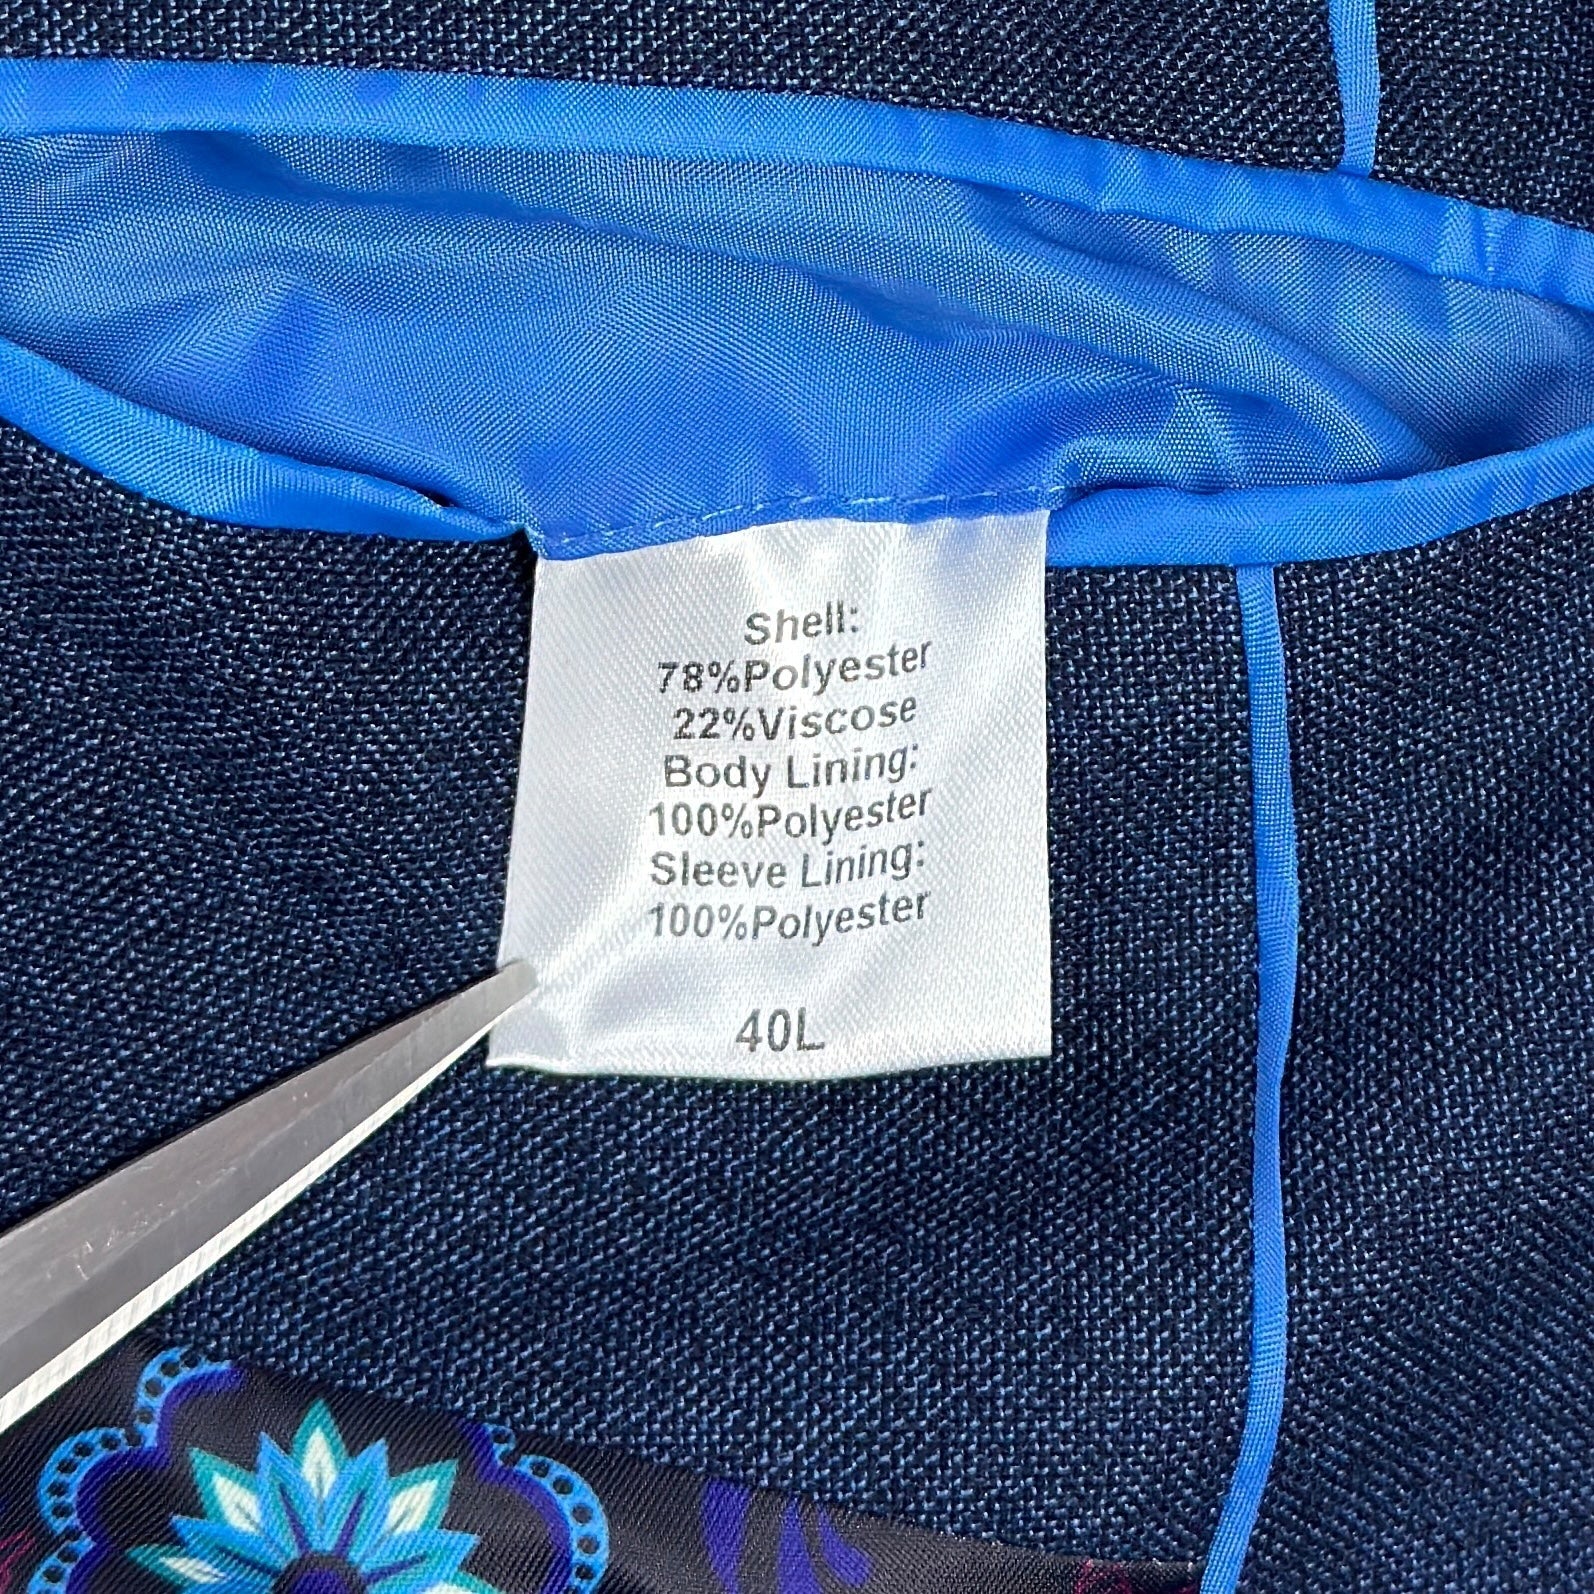 Shell:
78%Polyester
22%Viscose
Body Lining:
100%Polyester
Sleeve Lining:
100%Polyester
40L